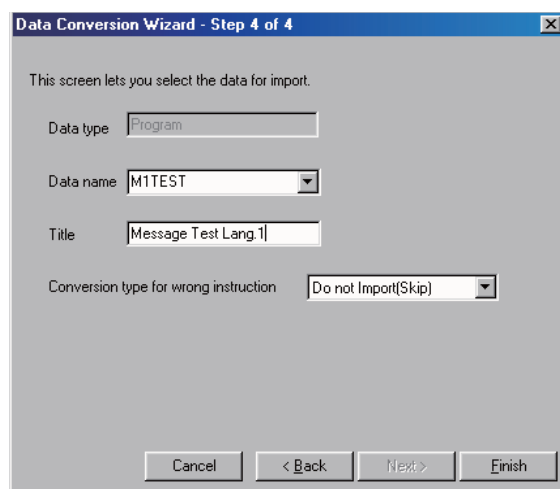 Data Conversion Wizard - Step 4 of 4
This screen lets you select the data for import.
Data type Program
Data name M1TEST
Title Message Test Lang.1
Conversion type for wrong instruction Do not Import(Skip)
Cancel < Back Next > Finish